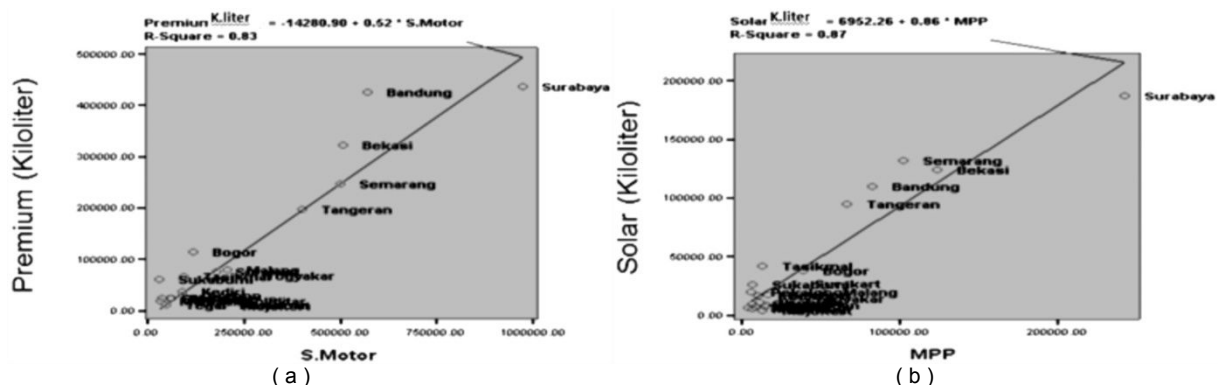 Premiun K.liter = -14280.90 + 0.52 * S.Motor
R-Square = 0.83
500000.00
400000.00
300000.00
200000.00
100000.00
0.00
Premium (Kiloliter)
Surabaya
Bandung
Bekasi
Semarang
Tangeran
Bogor
Malang
Sukabumi
Kediri
Tegal
0.00 250000.00 500000.00 750000.00 1000000.00
S.Motor
( a )
Solar K.liter = 6952.26 + 0.86 * MPP
R-Square = 0.87
200000.00
150000.00
100000.00
50000.00
0.00
Solar (Kiloliter)
Surabaya
Semarang
Bekasi
Bandung
Tangeran
Tasikmal
Bogor
Malang
0.00 100000.00 200000.00
MPP
( b )